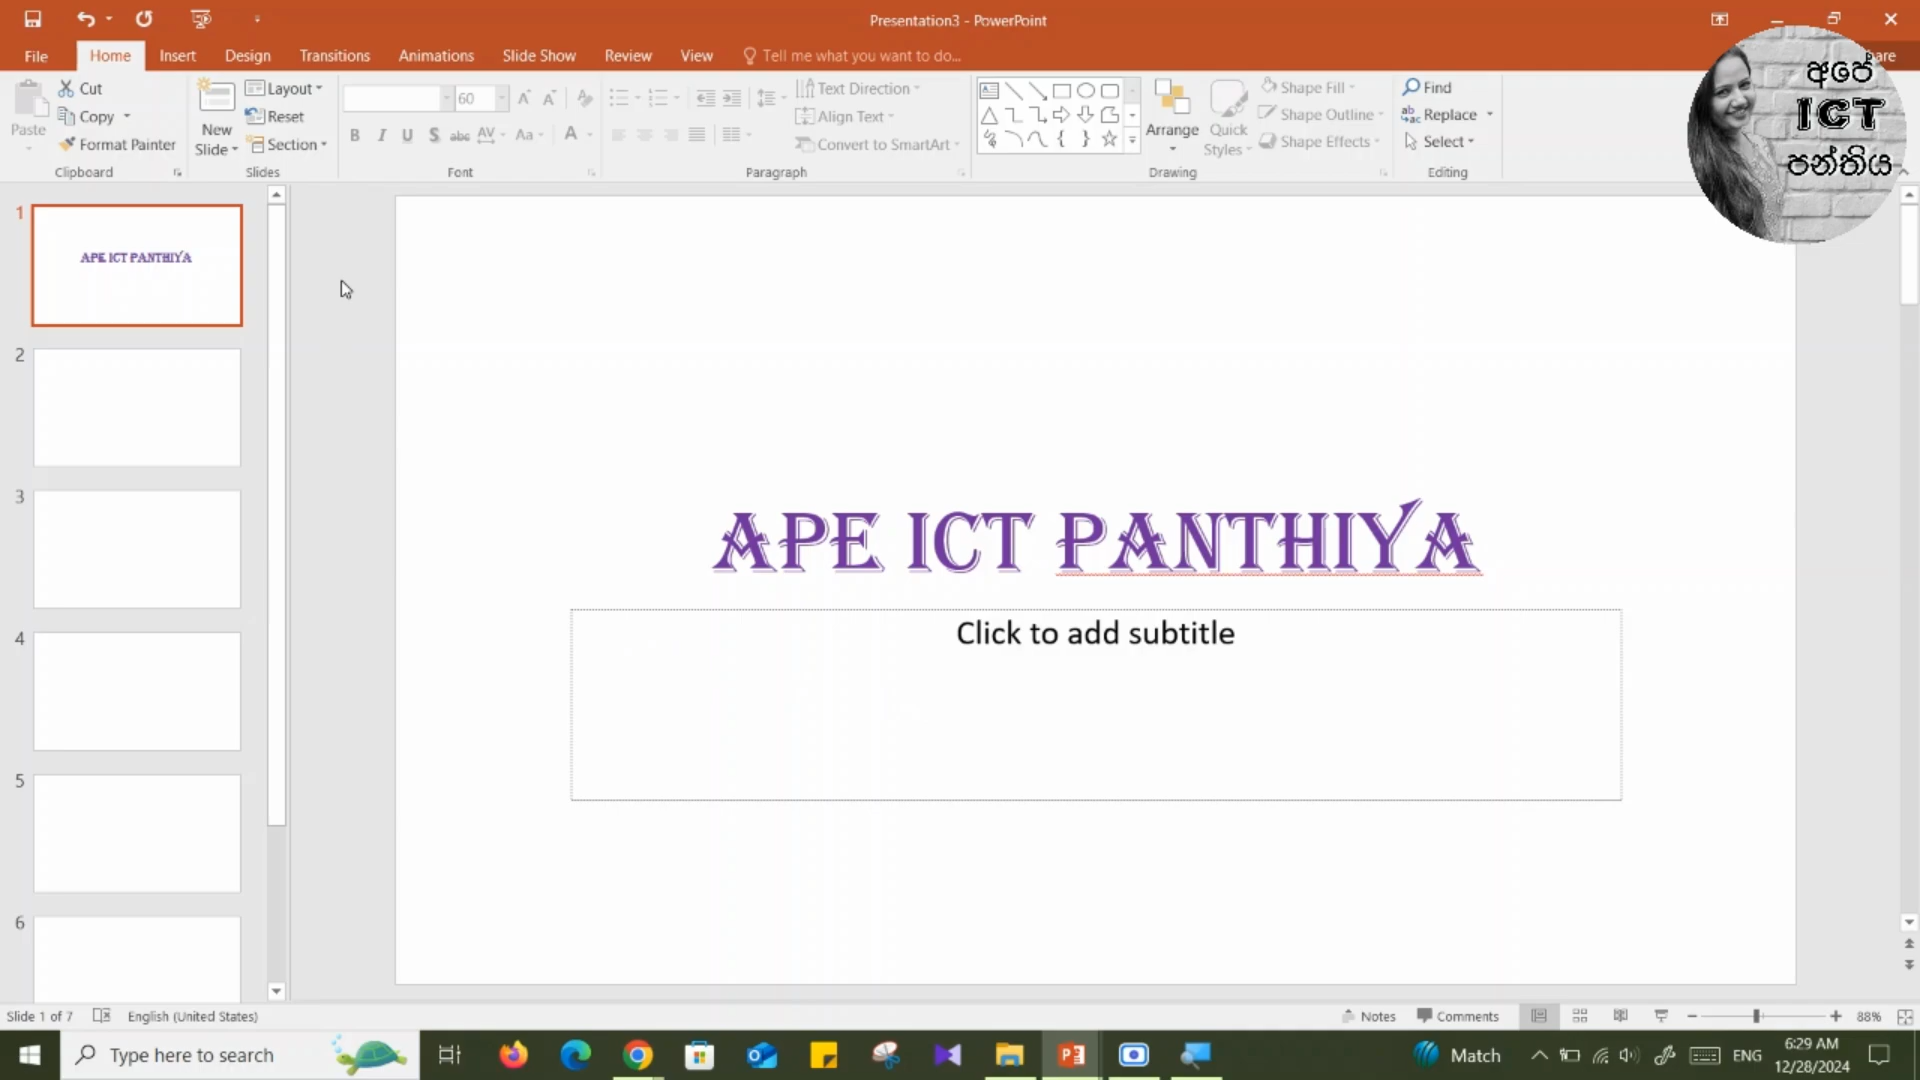 Presentation3 - PowerPoint
File
Home
Insert
Design
Transitions
Animations
Slide Show
Review
View
Tell me what you want to do...
are
Paste
Cut
Copy
Format Painter
Clipboard
New
Slide
Layout
Reset
Section
Slides
60
B
I
U
S
abc
AV
Aa
A
Font
Text Direction
Align Text
Convert to SmartArt
Paragraph
Arrange
Quick
Styles
Shape Fill
Shape Outline
Shape Effects
Drawing
Find
Replace
Select
Editing
අපේ
ICT
පන්තිය
1
APE ICT PANTHIYA
2
3
4
5
6
APE ICT PANTHIYA
Click to add subtitle
Slide 1 of 7
English (United States)
Notes
Comments
88%
Type here to search
Match
ENG
6:29 AM
12/28/2024